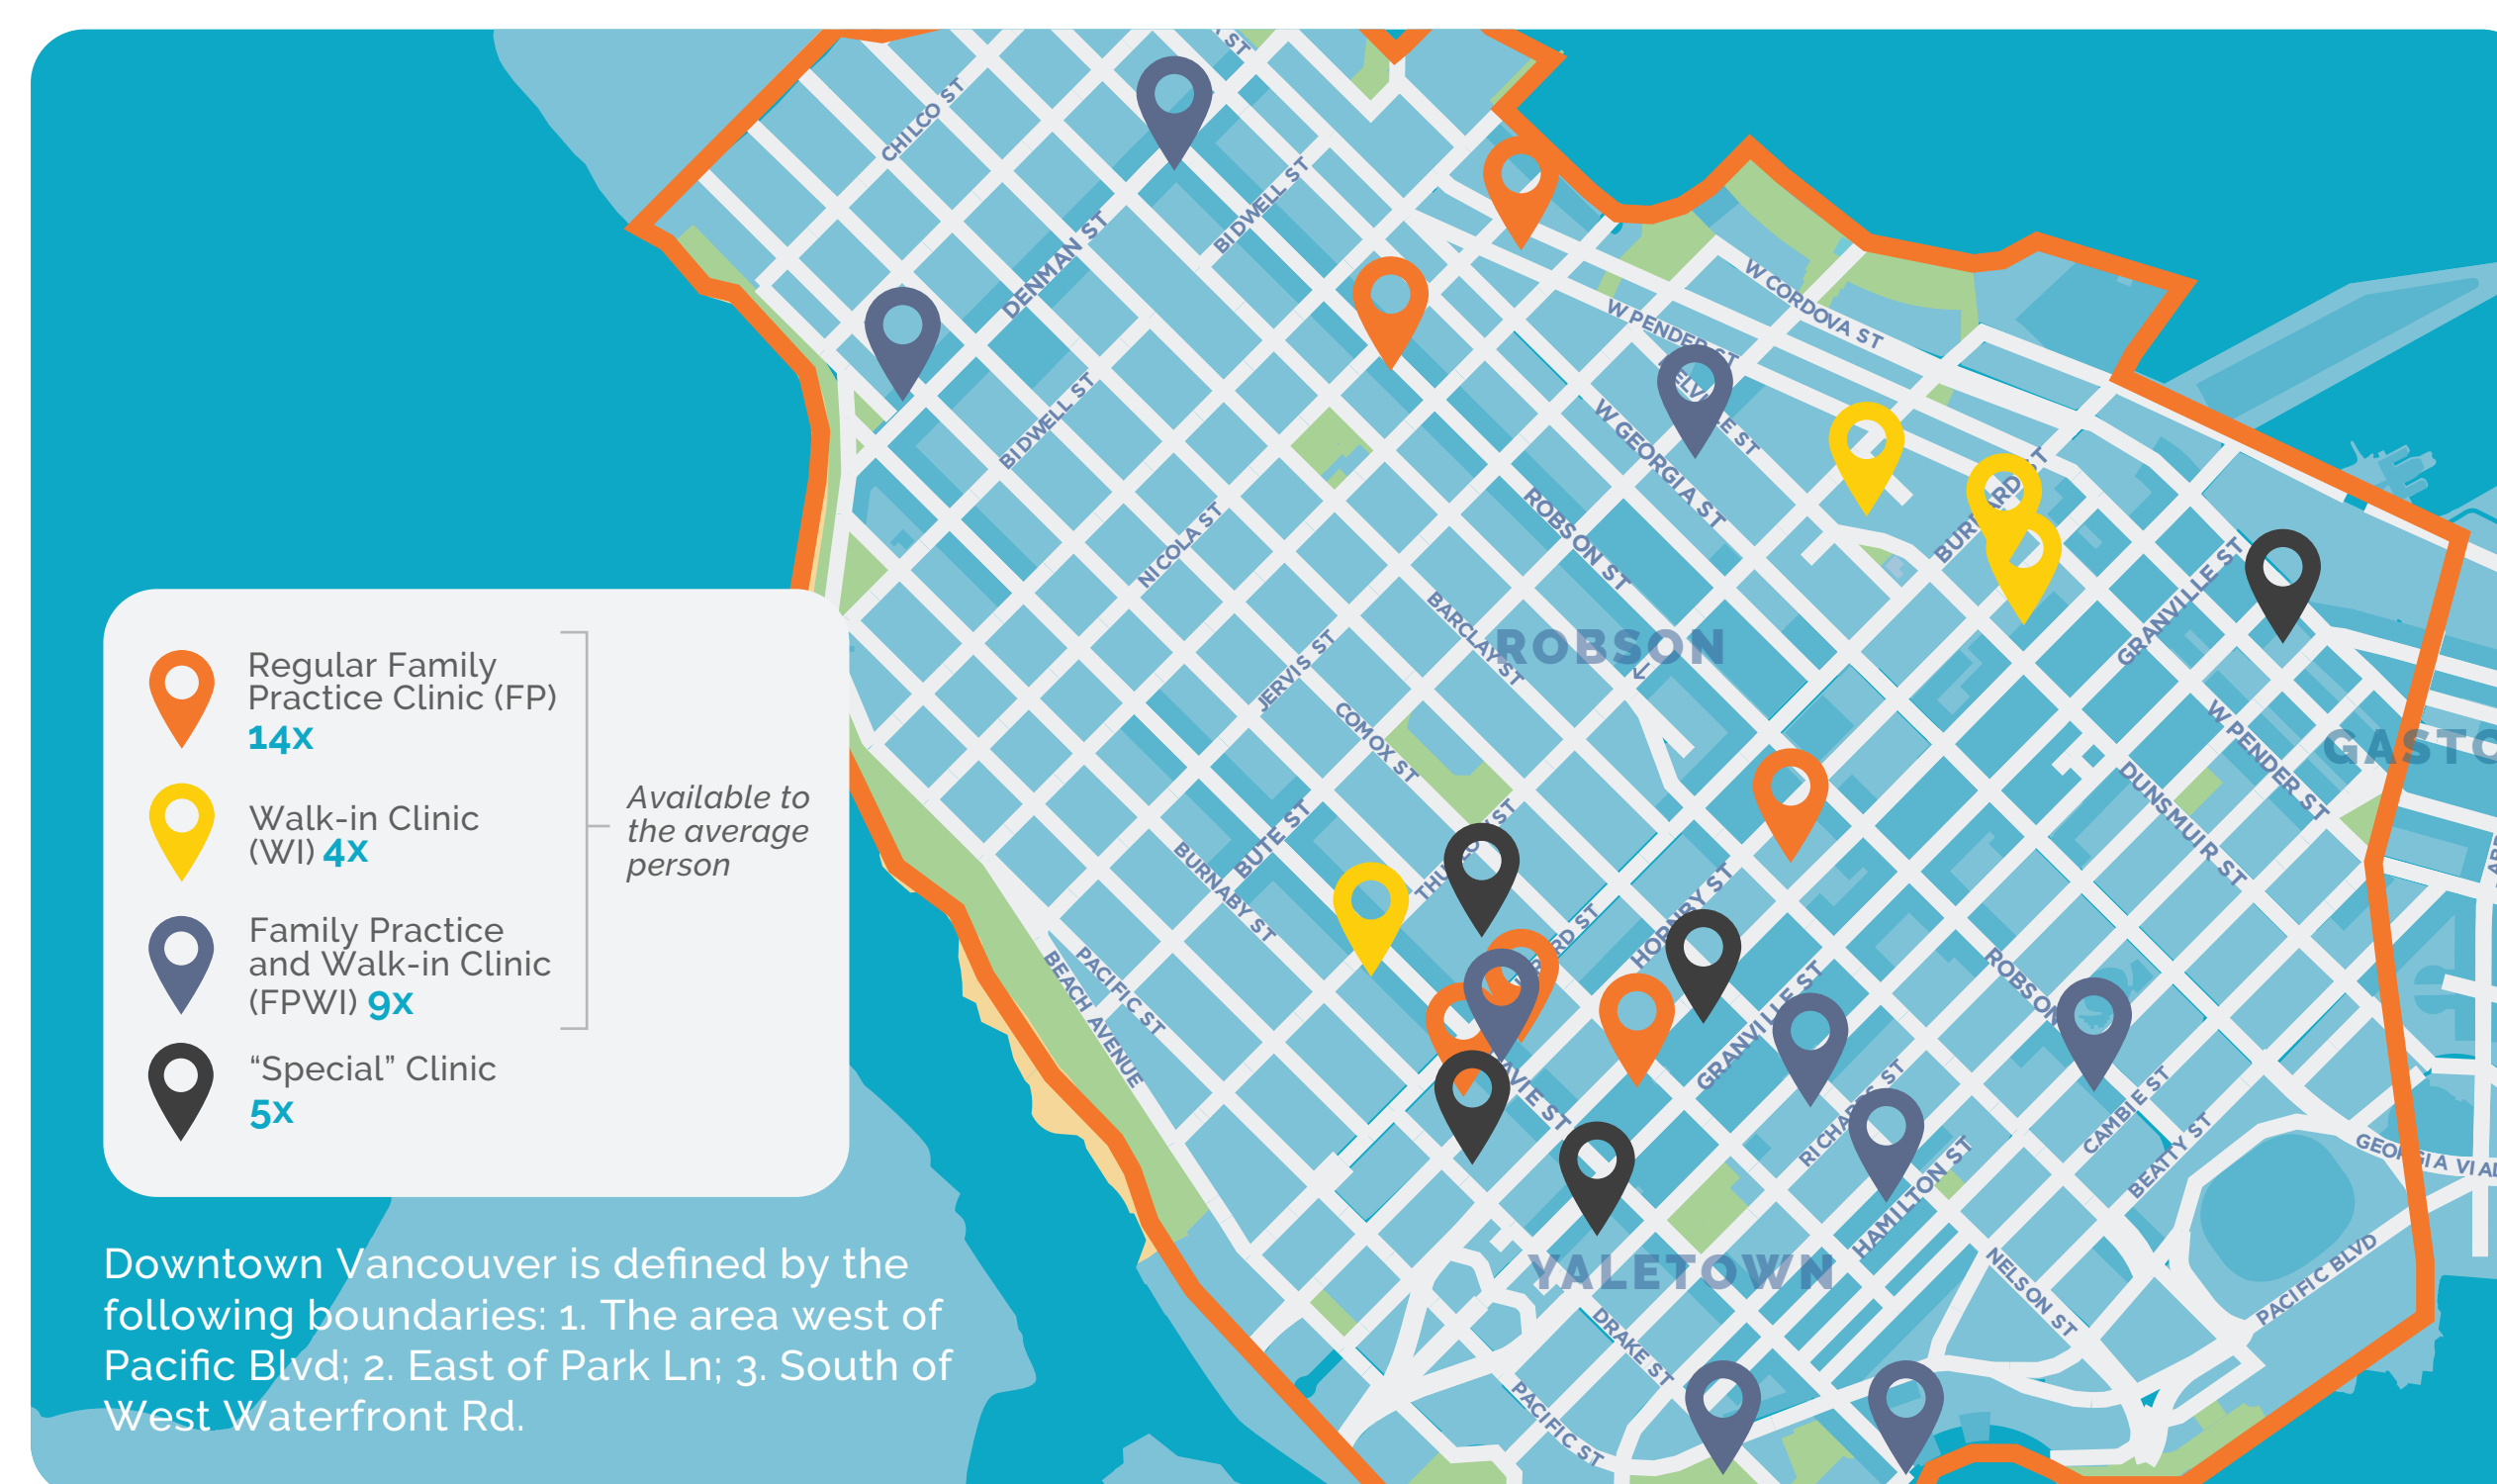 ST
CHILCO ST
BIDWELL ST
DENMAN ST
W CORDOVA ST
W PENDER ST
ST
BIDWELL ST
W GEORGIA ST
ROBSON ST
NICOLA ST
GRANVILLE ST
BARCLAY ST
ROBSON
JERVIS ST
COMOX ST
W PENDER ST
DUNSMUIR ST
BUTE ST
BURNABY ST
ST
HORNBY ST
ST
PACIFIC ST
BEACH AVENUE
GRANVILLE ST
ROBSON
ST
CAMBIE ST
BEATTY ST
HAMILTON ST
YALETOWN
NELSON ST
PACIFIC BLVD
DRAKE ST
PACIFIC ST
Regular Family
Practice Clinic (FP)
14x
Walk-in Clinic
(WI) 4x
Family Practice
and Walk-in Clinic
(FPWI) 9x
Available to
the average
person
“Special” Clinic
5x
Downtown Vancouver is defined by the
following boundaries: 1. The area west of
Pacific Blvd; 2. East of Park Ln; 3. South of
West Waterfront Rd.